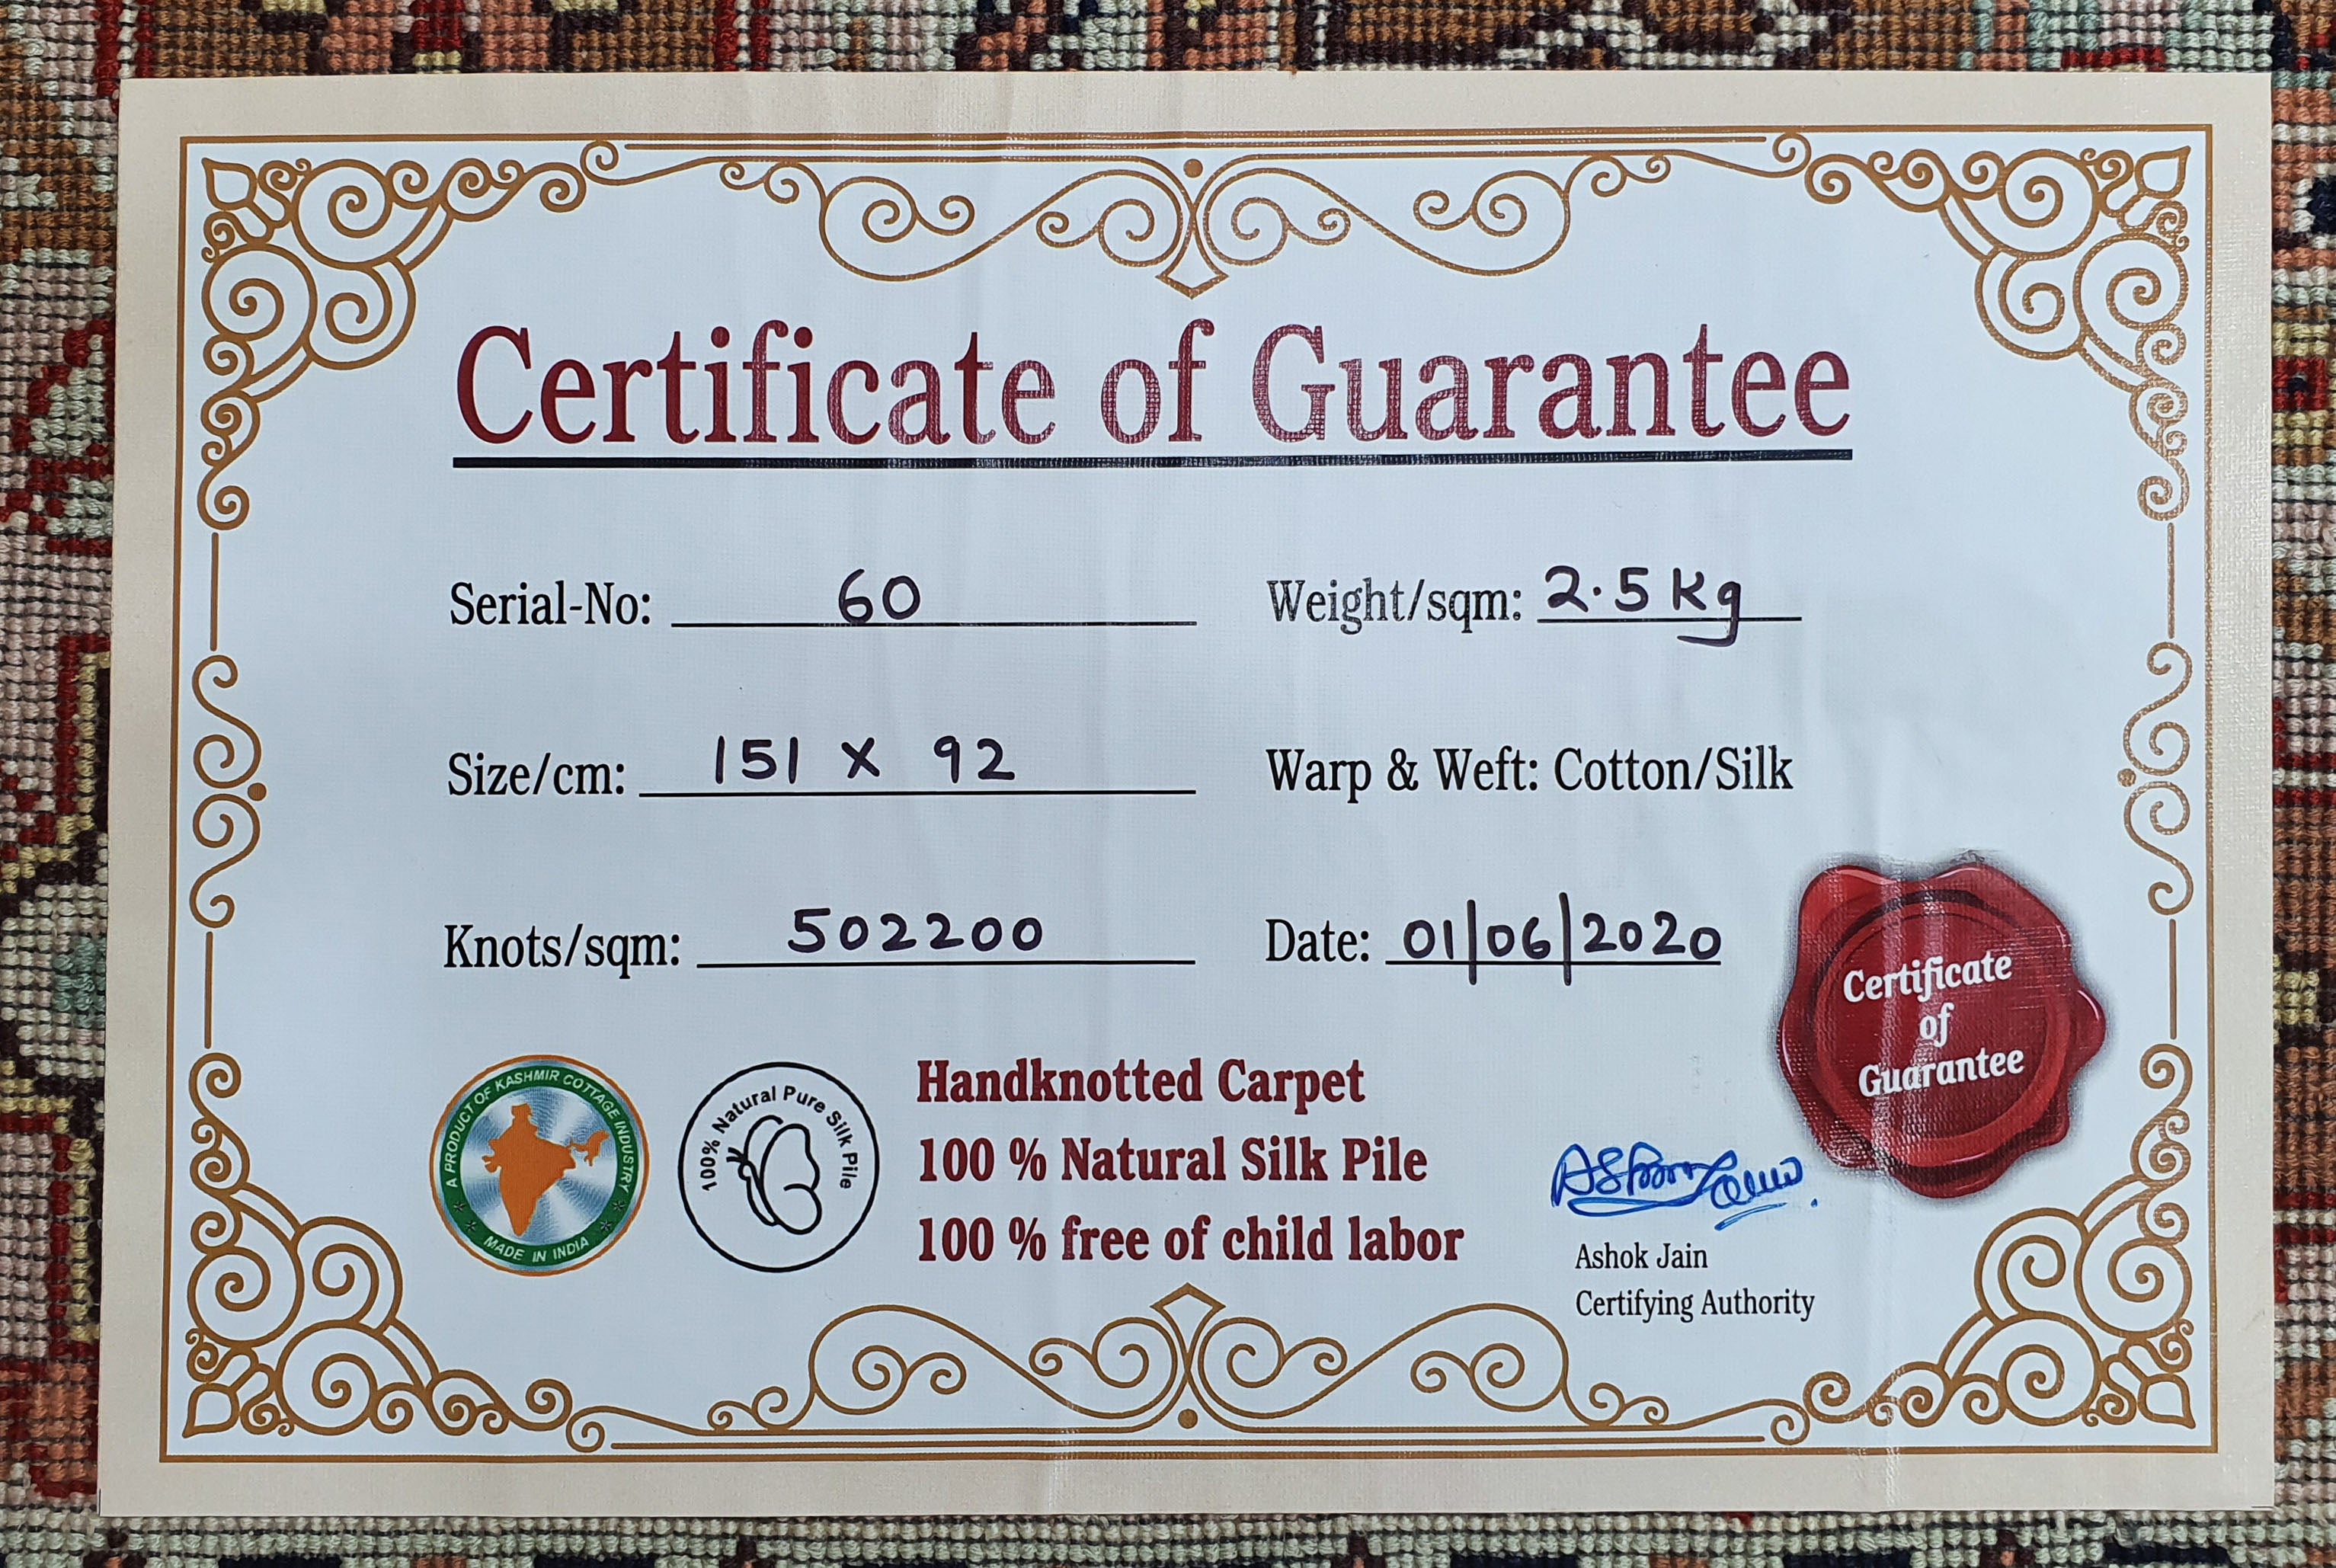 Certificate of Guarantee
Serial-No: 60
Weight/sqm: 2.5 kg
Size/cm: 151 x 92
Warp & Weft: Cotton/Silk
Knots/sqm: 502200
Date: 01/06/2020
Certificate
of
Guarantee
A PRODUCT OF KASHMIR COTTAGE INDUSTRY
MADE IN INDIA
100% Natural Pure Silk Pile
Handknotted Carpet
100 % Natural Silk Pile
100 % free of child labor
Ashok Jain
Certifying Authority